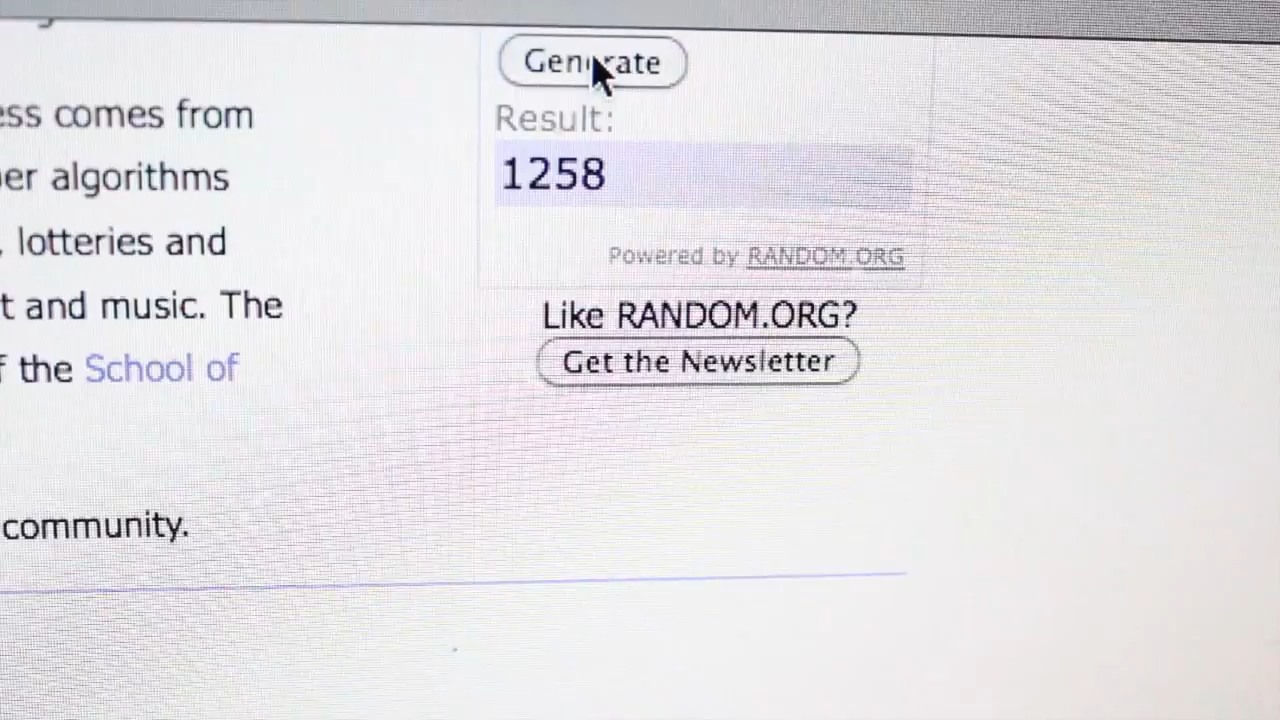 Generate
ess comes from
Result:
er algorithms
1258
, lotteries and
Powered by RANDOM.ORG
t and music. The
Like RANDOM.ORG?
f the School of
Get the Newsletter
community.